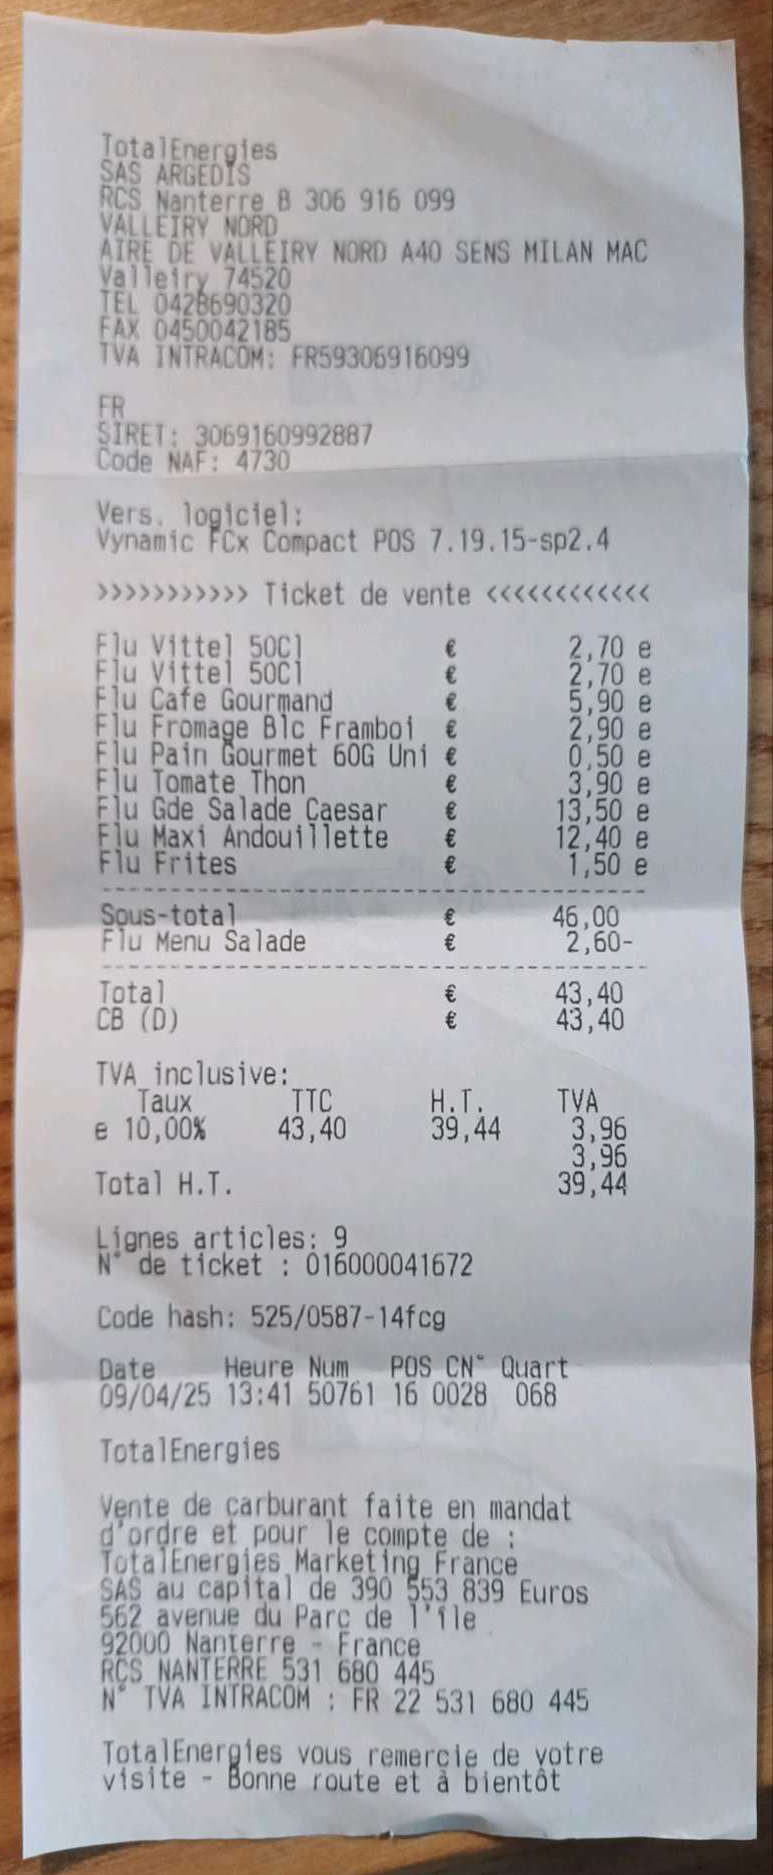 TotalEnergies
SAS ARGEDIS
RCS Nanterre B 306 916 099
VALLEIRY NORD
AIRE DE VALLEIRY NORD A40 SENS MILAN MAC
Valleiry 74520
TEL 0428690320
FAX 0450042185
TVA INTRACOM: FR59306916099
FR
SIRET: 3069160992887
Code NAF: 4730
Vers. logiciel:
Vynamic FCx Compact POS 7.19.15-sp2.4
>>>>>>>>>>> Ticket de vente <<<<<<<<<<<<
Flu Vittel 50Cl € 2,70 e
Flu Vittel 50Cl € 2,70 e
Flu Cafe Gourmand € 5,90 e
Flu Fromage Blc Framboi € 2,90 e
Flu Pain Gourmet 60G Uni € 0,50 e
Flu Tomate Thon € 3,90 e
Flu Gde Salade Caesar € 13,50 e
Flu Maxi Andouillette € 12,40 e
Flu Frites € 1,50 e
Sous-total € 46,00
Flu Menu Salade € 2,60-
Total € 43,40
CB (D) € 43,40
TVA inclusive:
Taux TTC H.T. TVA
e 10,00% 43,40 39,44 3,96
3,96
Total H.T. 39,44
Lignes articles: 9
N° de ticket : 016000041672
Code hash: 525/0587-14fcg
Date Heure Num POS CN° Quart
09/04/25 13:41 50761 16 0028 068
TotalEnergies
Vente de carburant faite en mandat
d'ordre et pour le compte de :
TotalEnergies Marketing France
SAS au capital de 390 553 839 Euros
562 avenue du Parc de l'île
92000 Nanterre - France
RCS NANTERRE 531 680 445
N° TVA INTRACOM : FR 22 531 680 445
TotalEnergies vous remercie de votre
visite - Bonne route et à bientôt